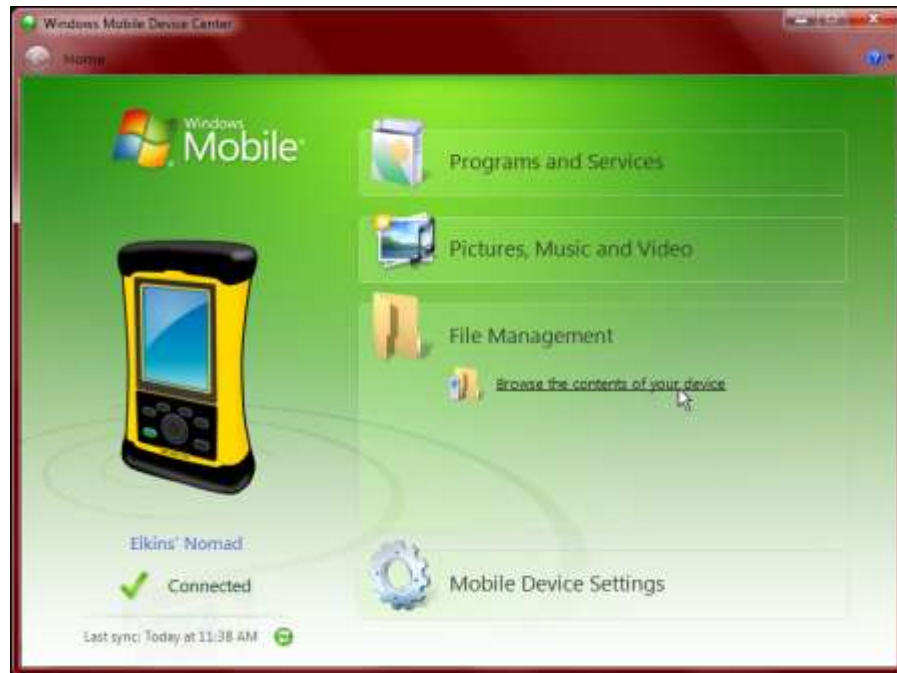 Windows Mobile Device Center
Home
Windows
Mobile
Programs and Services
Pictures, Music and Video
File Management
Browse the contents of your device
Elkins' Nomad
Connected
Last sync: Today at 11:38 AM
Mobile Device Settings